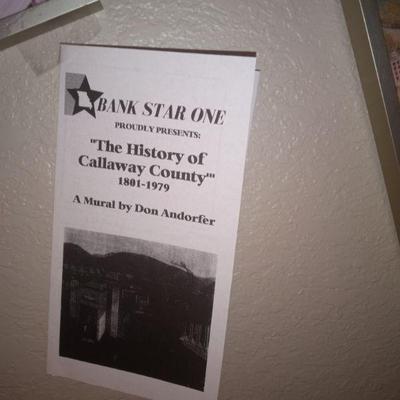 BANK STAR ONE
PROUDLY PRESENTS:
"The History of
Callaway County"
1801-1979
A Mural by Don Andorfer